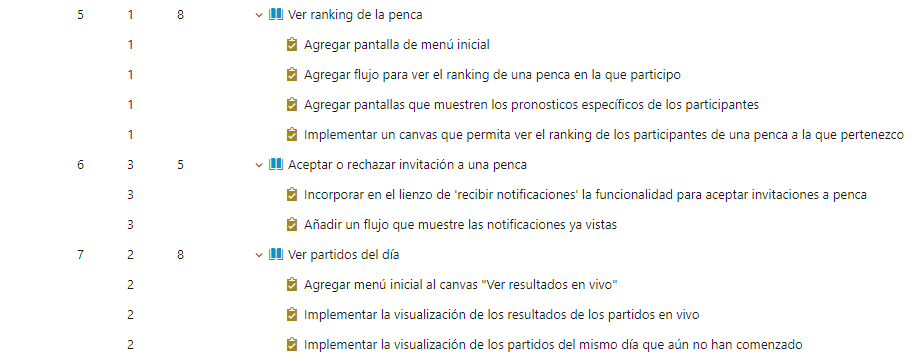 5 1 8 Ver ranking de la penca
1 Agregar pantalla de menú inicial
1 Agregar flujo para ver el ranking de una penca en la que participo
1 Agregar pantallas que muestren los pronosticos específicos de los participantes
1 Implementar un canvas que permita ver el ranking de los participantes de una penca a la que pertenezco
6 3 5 Aceptar o rechazar invitación a una penca
3 Incorporar en el lienzo de 'recibir notificaciones' la funcionalidad para aceptar invitaciones a penca
3 Añadir un flujo que muestre las notificaciones ya vistas
7 2 8 Ver partidos del día
2 Agregar menú inicial al canvas "Ver resultados en vivo"
2 Implementar la visualización de los resultados de los partidos en vivo
2 Implementar la visualización de los partidos del mismo día que aún no han comenzado